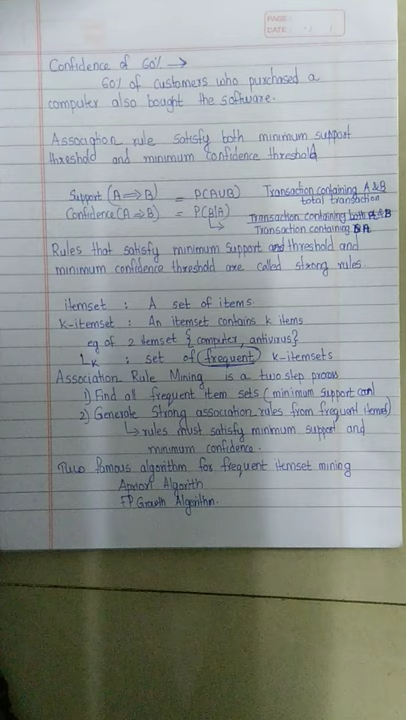 PAGE:
DATE: / /
Confidence of 60% →
60% of customers who purchased a
computer also bought the software.
Association rule satisfy both minimum support
threshold and minimum confidence threshold
Support (A ⇒ B) = P(A∪B) Transaction containing A & B
total transaction
Confidence (A ⇒ B) = P(B|A) Transaction containing both A & B
↳ Transaction containing A
Rules that satisfy minimum support and threshold and
minimum confidence threshold are called strong rules.
itemset : A set of items.
K-itemset : An itemset contains k items
eg of 2 itemset {computer, antivirus}
LK : set of (frequent) k-itemsets
Association Rule Mining is a two step process
1) Find all frequent item sets (minimum support
2) Generate Strong association rules from frequent itemset)
↳ rules must satisfy minimum support and
minimum confidence.
Two famous algorithm for frequent itemset mining
Apriori Algorith
FP Growth Algorithm.